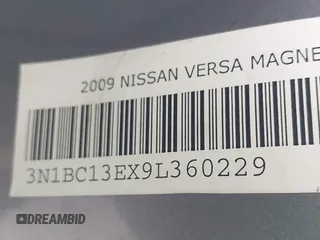 2009 NISSAN VERSA MAGNE
3N1BC13EX9L360229
DREAMBID